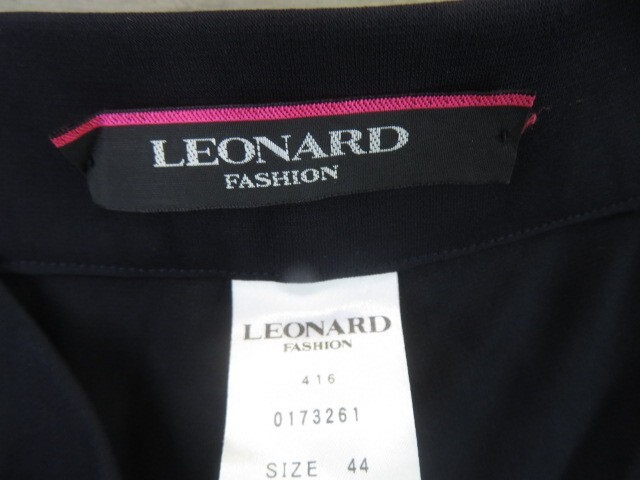 LEONARD
FASHION
LEONARD
FASHION
416
0173261
SIZE 44